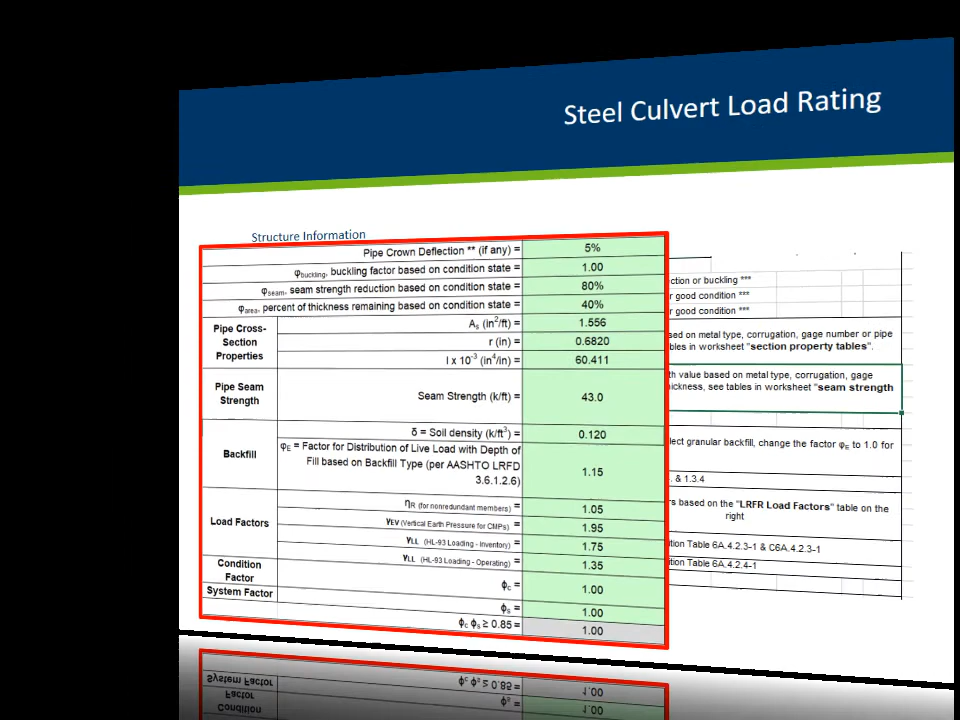 Steel Culvert Load Rating
Structure Information
Pipe Crown Deflection ** (if any) = 5%
φbuckling, buckling factor based on condition state = 1.00
φseam, seam strength reduction based on condition state = 80%
φarea, percent of thickness remaining based on condition state = 40%
Pipe Cross-
Section
Properties
As (in²/ft) = 1.556
r (in) = 0.6820
I x 10⁻³ (in⁴/in) = 60.411
Pipe Seam
Strength
Seam Strength (k/ft) = 43.0
Backfill
δ = Soil density (k/ft³) = 0.120
φE = Factor for Distribution of Live Load with Depth of
Fill based on Backfill Type (per AASHTO LRFD
3.6.1.2.6)
1.15
Load Factors
ηR (for nonredundant members) = 1.05
γEV (Vertical Earth Pressure for CMPs) = 1.95
γLL (HL-93 Loading - Inventory) = 1.75
γLL (HL-93 Loading - Operating) = 1.35
Condition
Factor
ϕc = 1.00
System Factor
ϕs = 1.00
ϕc ϕs ≥ 0.85 = 1.00
ction or buckling ***
r good condition ***
r good condition ***
sed on metal type, corrugation, gage number or pipe
bles in worksheet "section property tables".
th value based on metal type, corrugation, gage
hickness, see tables in worksheet "seam strength
lect granular backfill, change the factor φE to 1.0 for
. & 1.3.4
rs based on the "LRFR Load Factors" table on the
right
tion Table 6A.4.2.3-1 & C6A.4.2.3-1
tion Table 6A.4.2.4-1